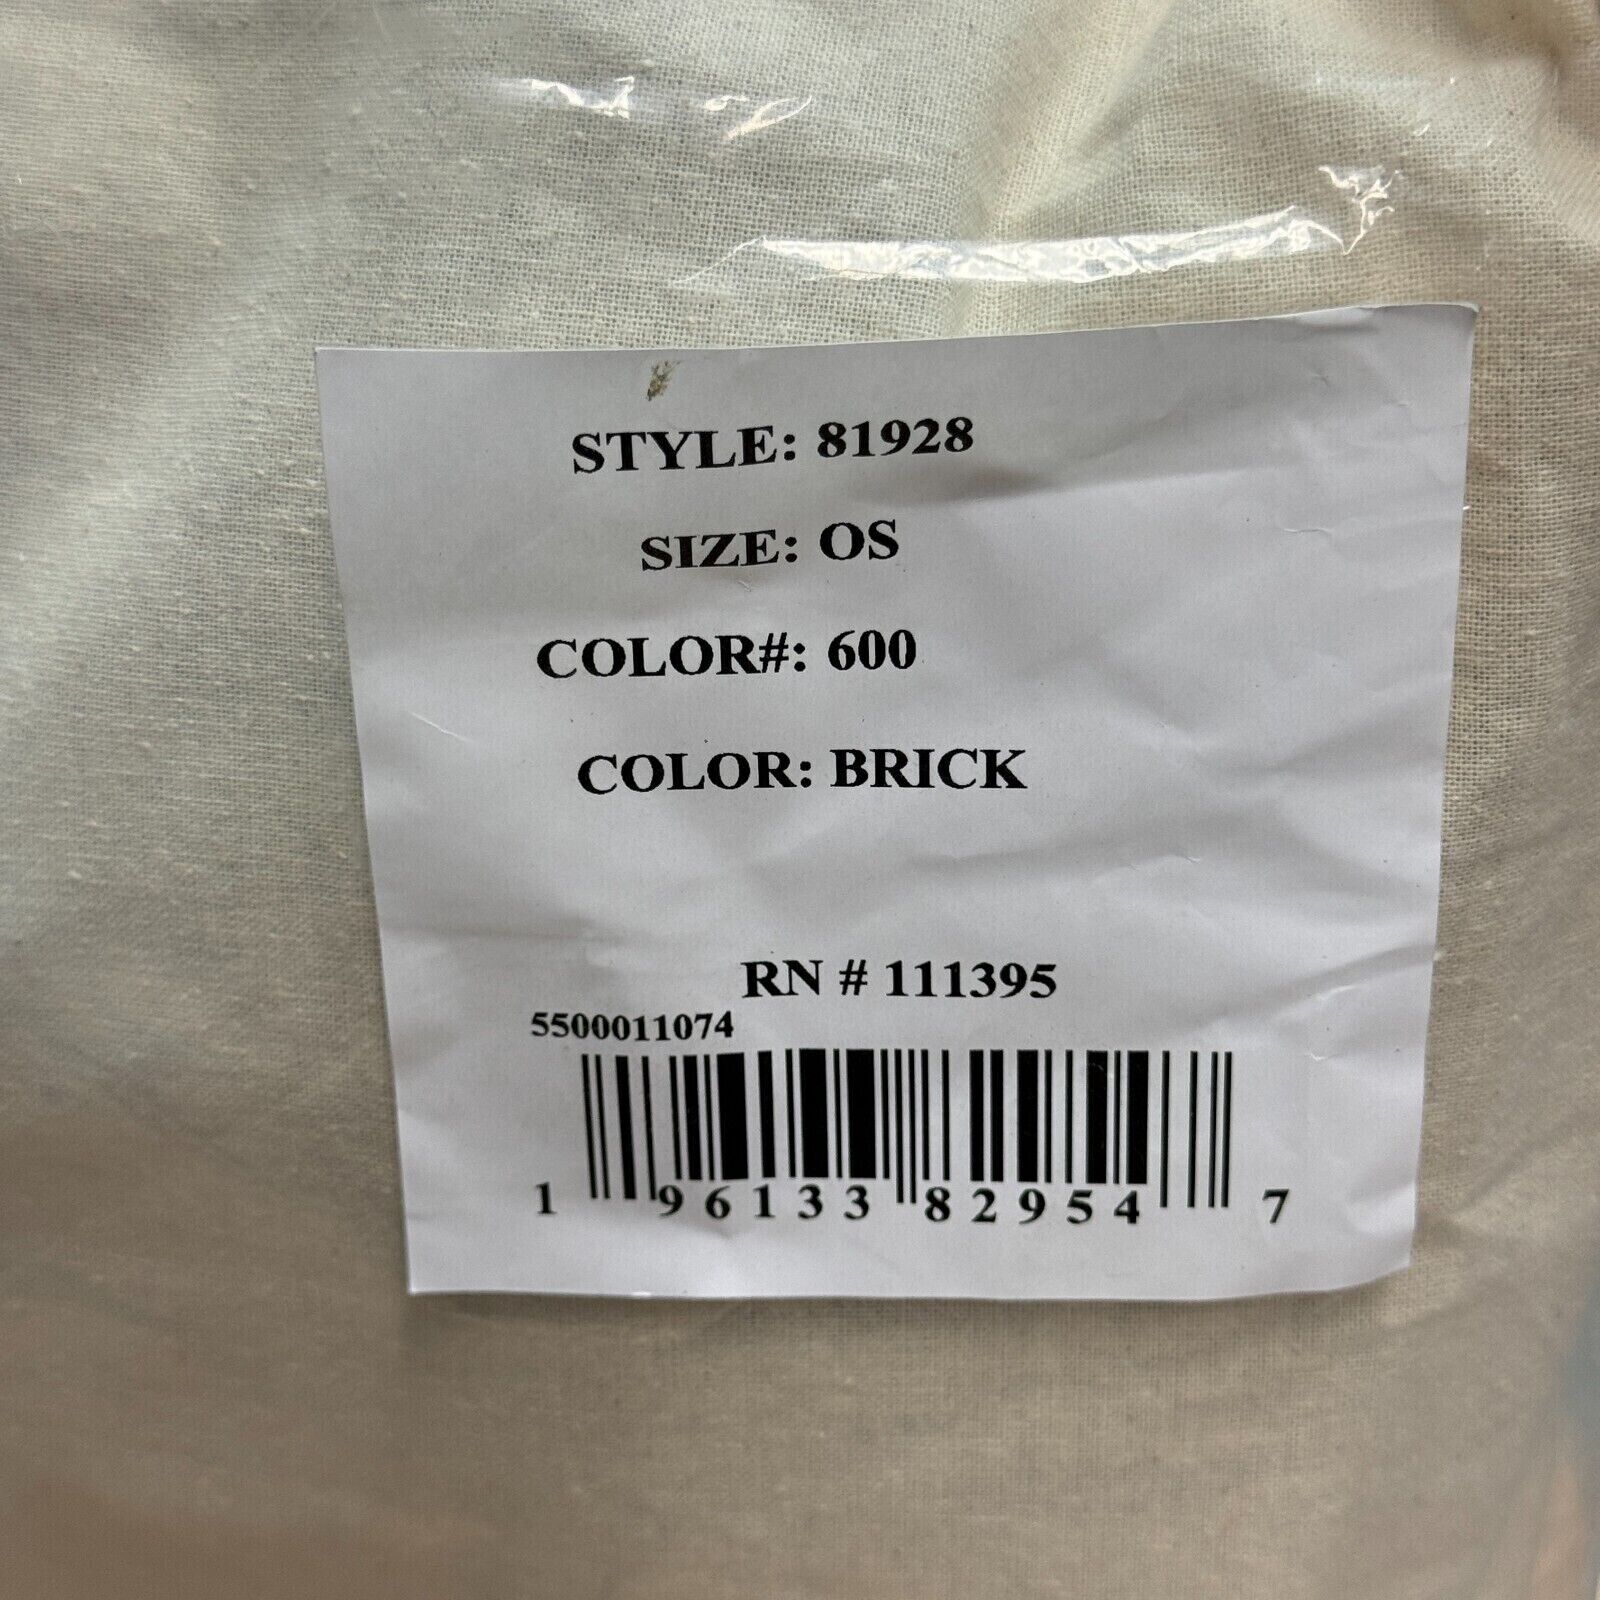 STYLE: 81928
SIZE: OS
COLOR#: 600
COLOR: BRICK
RN # 111395
5500011074
1 96133 82954 7